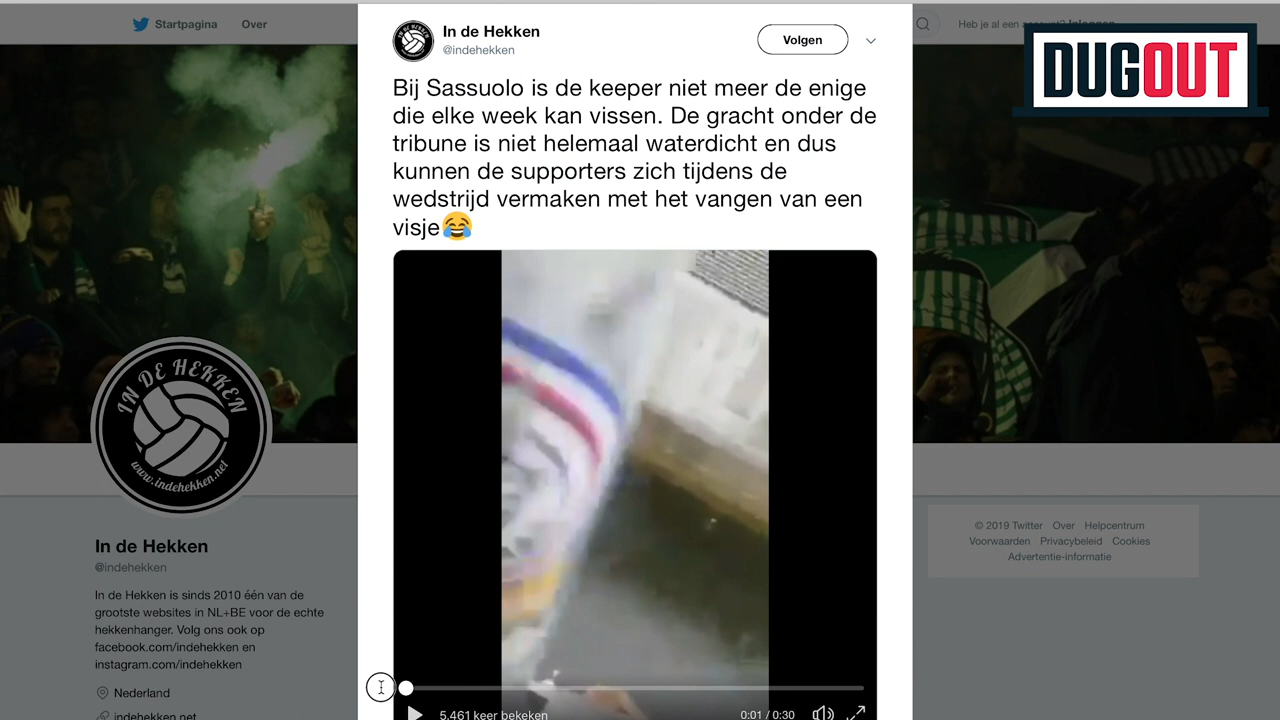 Startpagina Over
Heb je al een account? Inloggen
DUGOUT
In de Hekken
@indehekken
Volgen
Bij Sassuolo is de keeper niet meer de enige
die elke week kan vissen. De gracht onder de
tribune is niet helemaal waterdicht en dus
kunnen de supporters zich tijdens de
wedstrijd vermaken met het vangen van een
visje😂
IN DE HEKKEN
www.indehekken.net
In de Hekken
@indehekken
In de Hekken is sinds 2010 één van de
grootste websites in NL+BE voor de echte
hekkenhanger. Volg ons ook op
facebook.com/indehekken en
instagram.com/indehekken
Nederland
indehekken.net
5.461 keer bekeken
0:01 / 0:30
© 2019 Twitter Over Helpcentrum
Voorwaarden Privacybeleid Cookies
Advertentie-informatie